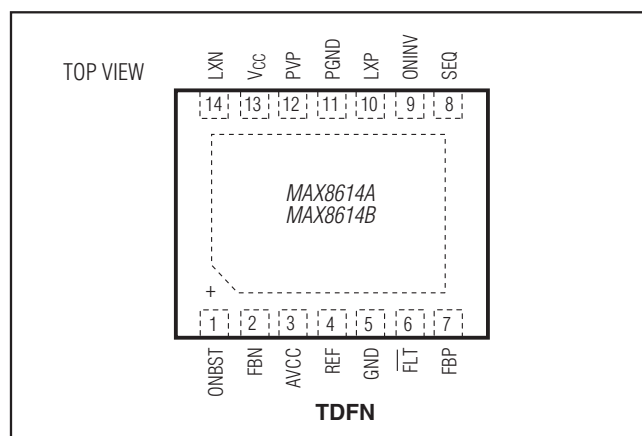 TOP VIEW
LXN VCC PVP PGND LXP ONINV SEQ
14 13 12 11 10 9 8
MAX8614A
MAX8614B
+
1 2 3 4 5 6 7
ONBST FBN AVCC REF GND F̅L̅T̅ FBP
TDFN